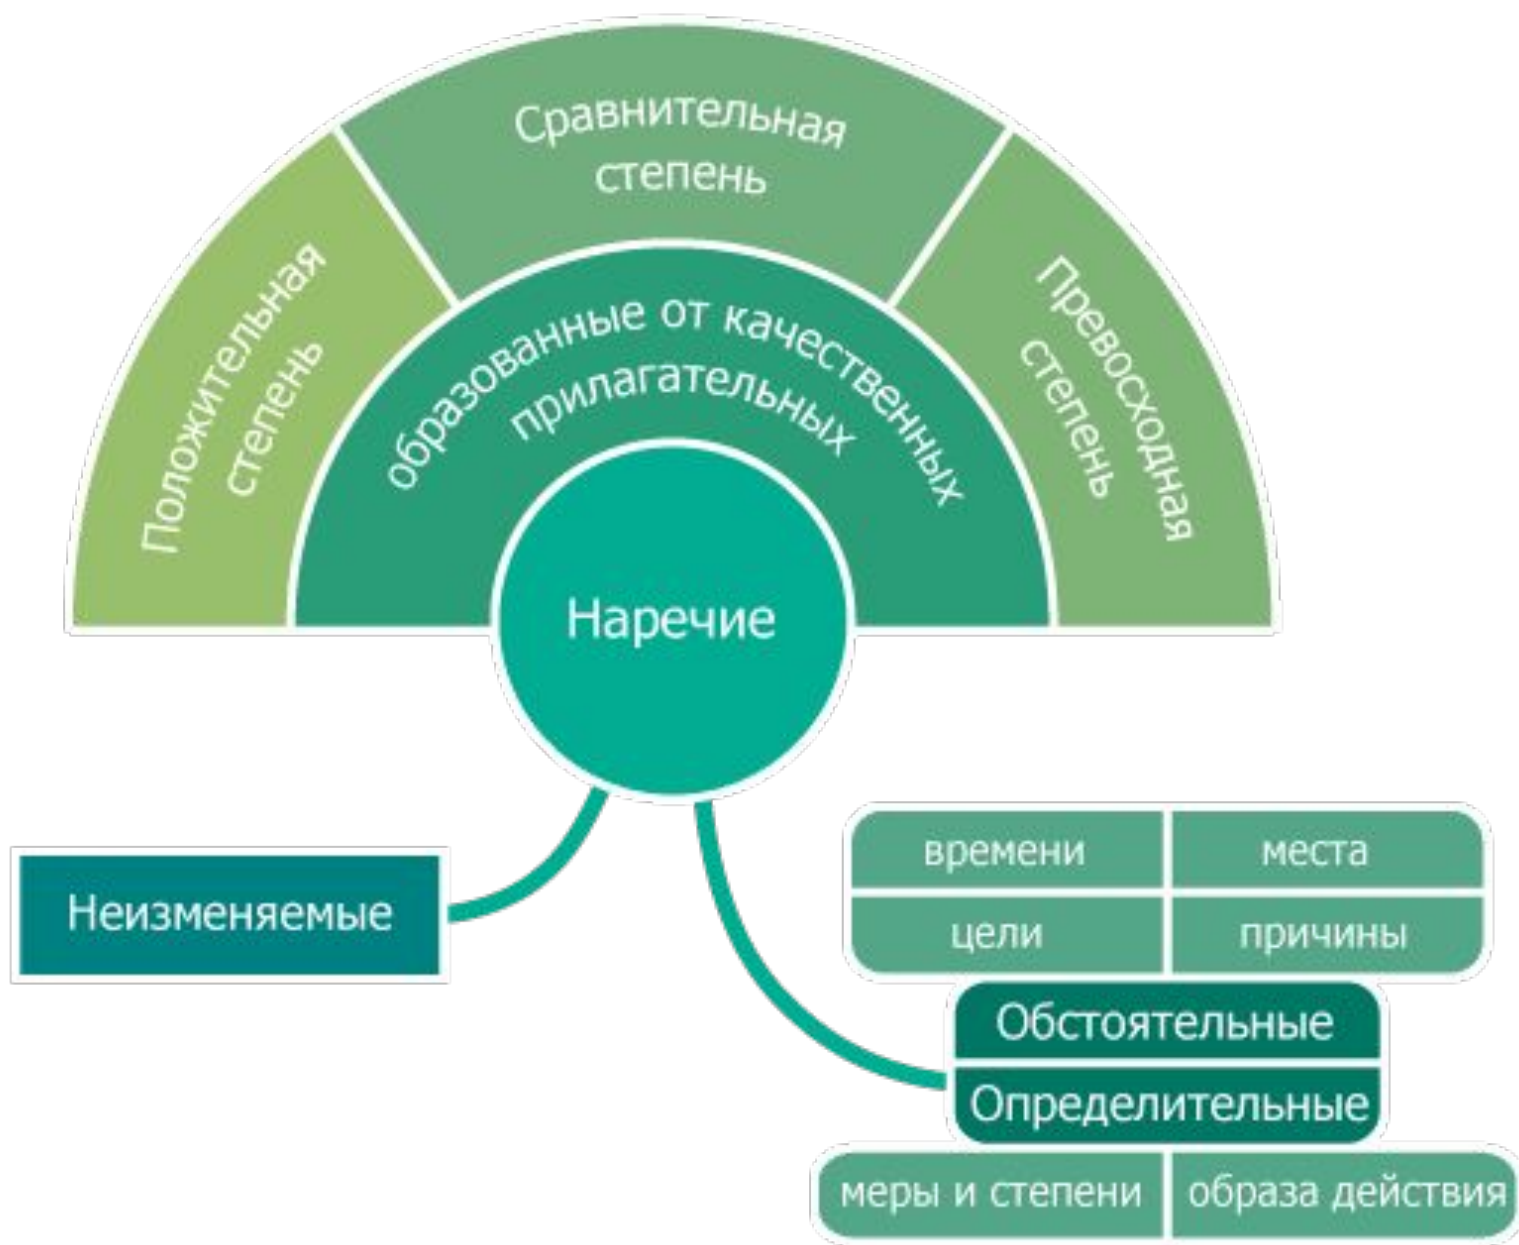 Сравнительная
степень
Положительная
степень
Превосходная
степень
образованные от качественных
прилагательных
Наречие
Неизменяемые
времени
места
цели
причины
Обстоятельные
Определительные
меры и степени
образа действия